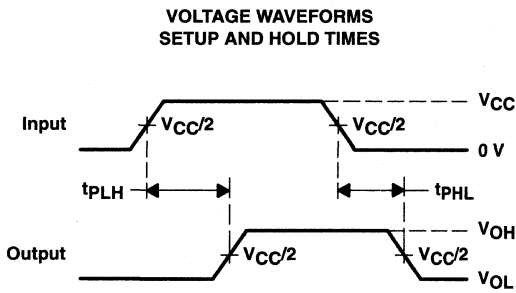 VOLTAGE WAVEFORMS
SETUP AND HOLD TIMES
VCC
Input VCC/2 VCC/2
0 V
tPLH tPHL
VOH
Output VCC/2 VCC/2
VOL